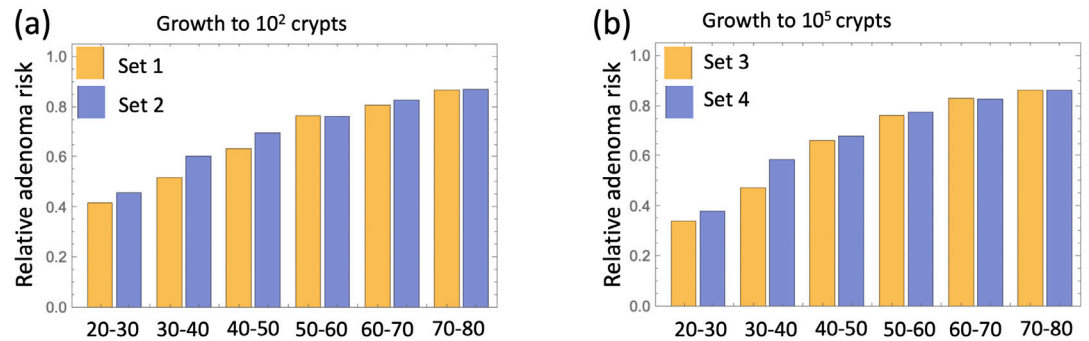 (a)
Growth to 10² crypts
Relative adenoma risk
1.0
0.8
0.6
0.4
0.2
0.0
Set 1
Set 2
20-30 30-40 40-50 50-60 60-70 70-80
(b)
Growth to 10⁵ crypts
Relative adenoma risk
1.0
0.8
0.6
0.4
0.2
0.0
Set 3
Set 4
20-30 30-40 40-50 50-60 60-70 70-80